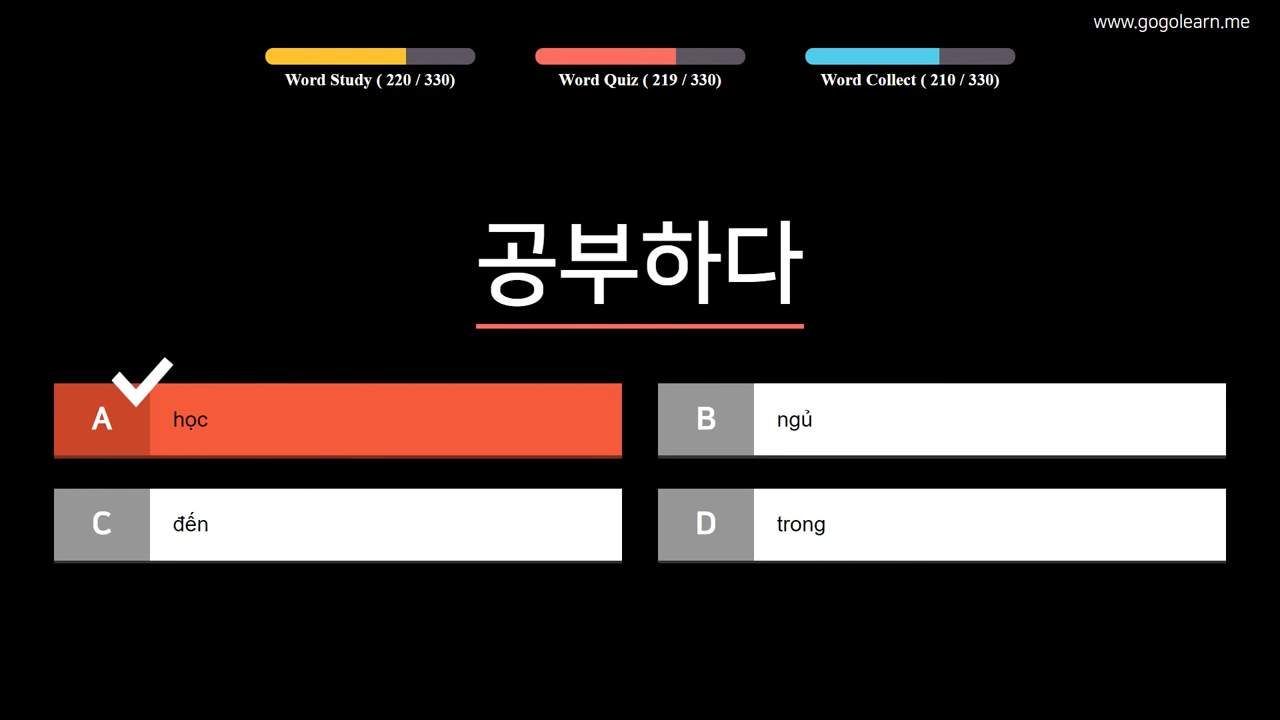 www.gogolearn.me
Word Study ( 220 / 330)
Word Quiz ( 219 / 330)
Word Collect ( 210 / 330)
공부하다
A học
B ngủ
C đến
D trong